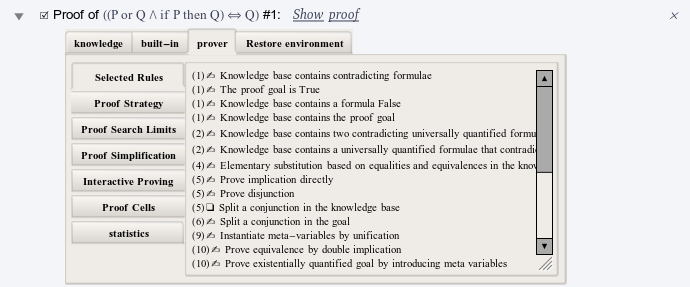 Proof of ((P or Q ∧ if P then Q) ⇔ Q) #1: Show proof
knowledge built-in prover Restore environment
Selected Rules
Proof Strategy
Proof Search Limits
Proof Simplification
Interactive Proving
Proof Cells
statistics
(1) Knowledge base contains contradicting formulae
(1) The proof goal is True
(1) Knowledge base contains a formula False
(1) Knowledge base contains the proof goal
(2) Knowledge base contains two contradicting universally quantified formu
(2) Knowledge base contains a universally quantified formulae that contradic
(4) Elementary substitution based on equalities and equivalences in the know
(5) Prove implication directly
(5) Prove disjunction
(5) Split a conjunction in the knowledge base
(6) Split a conjunction in the goal
(9) Instantiate meta-variables by unification
(10) Prove equivalence by double implication
(10) Prove existentially quantified goal by introducing meta variables